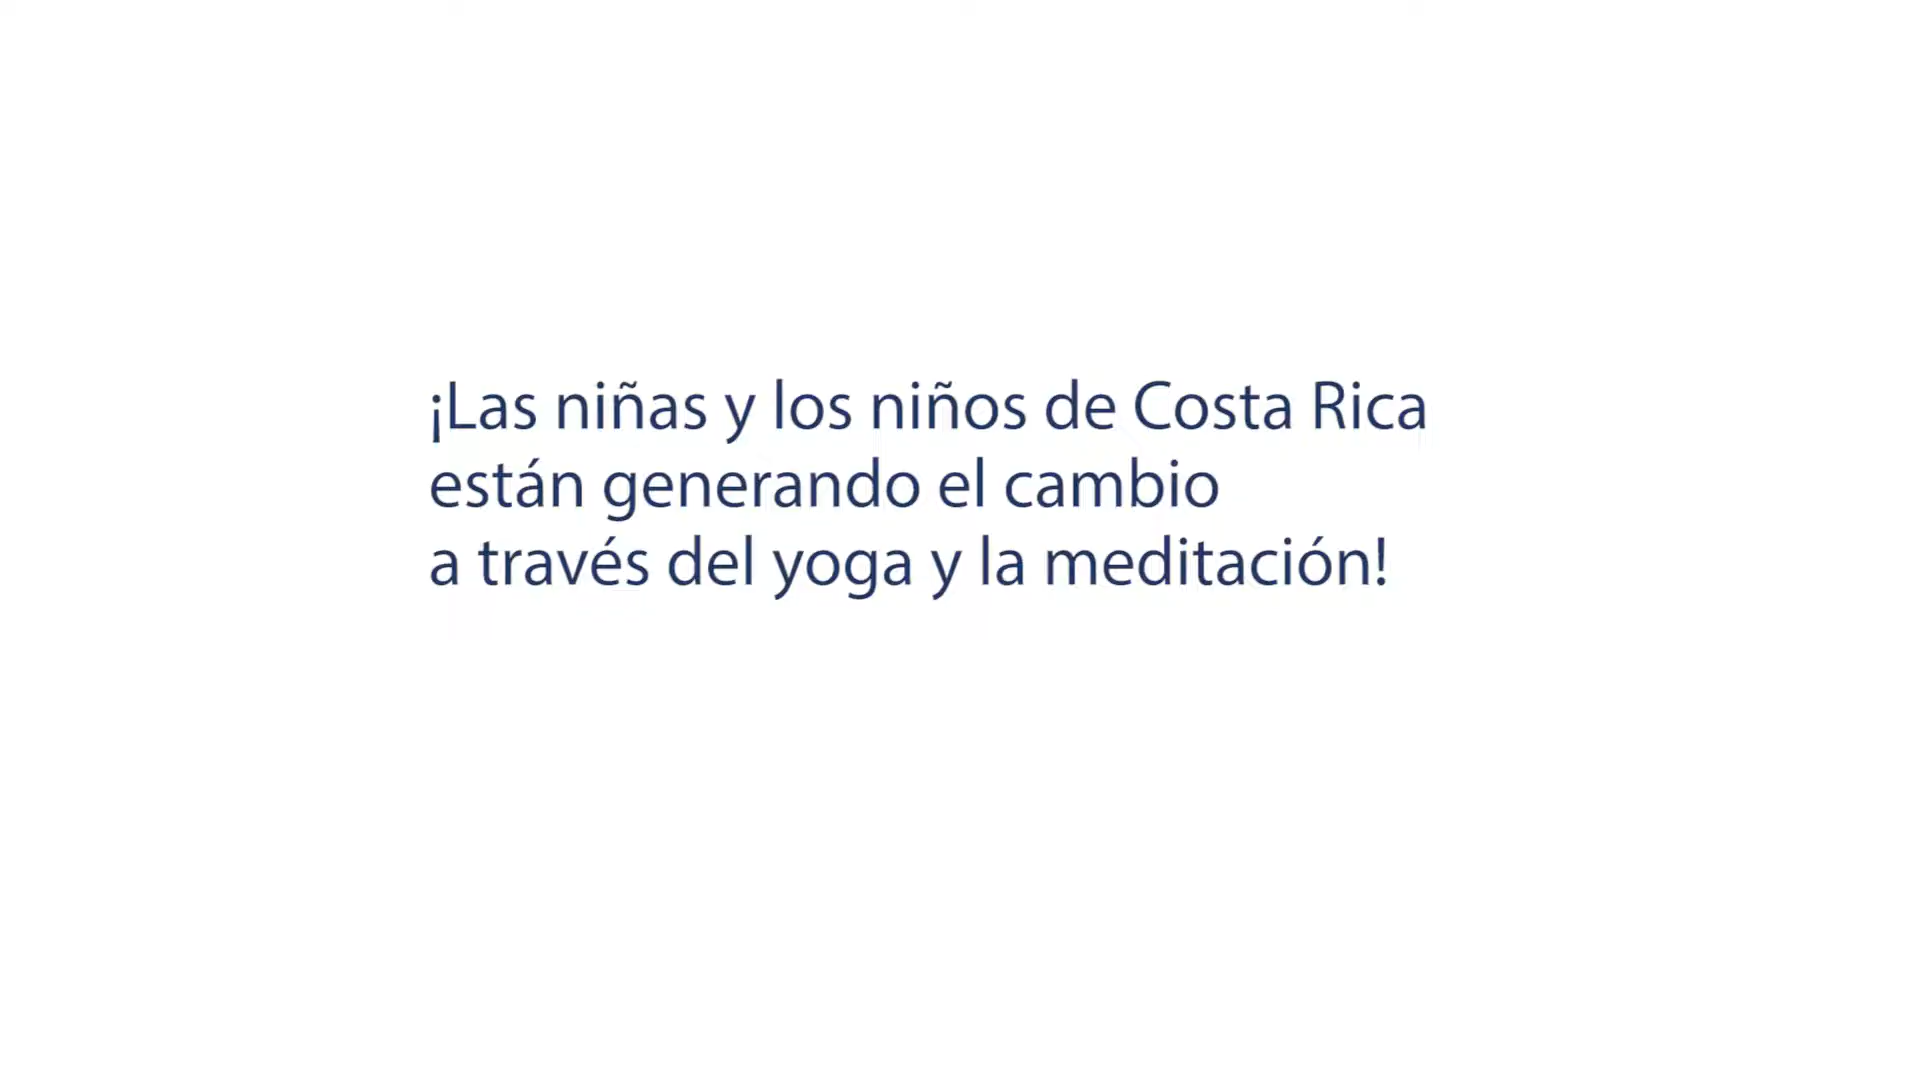 ¡Las niñas y los niños de Costa Rica
están generando el cambio
a través del yoga y la meditación!